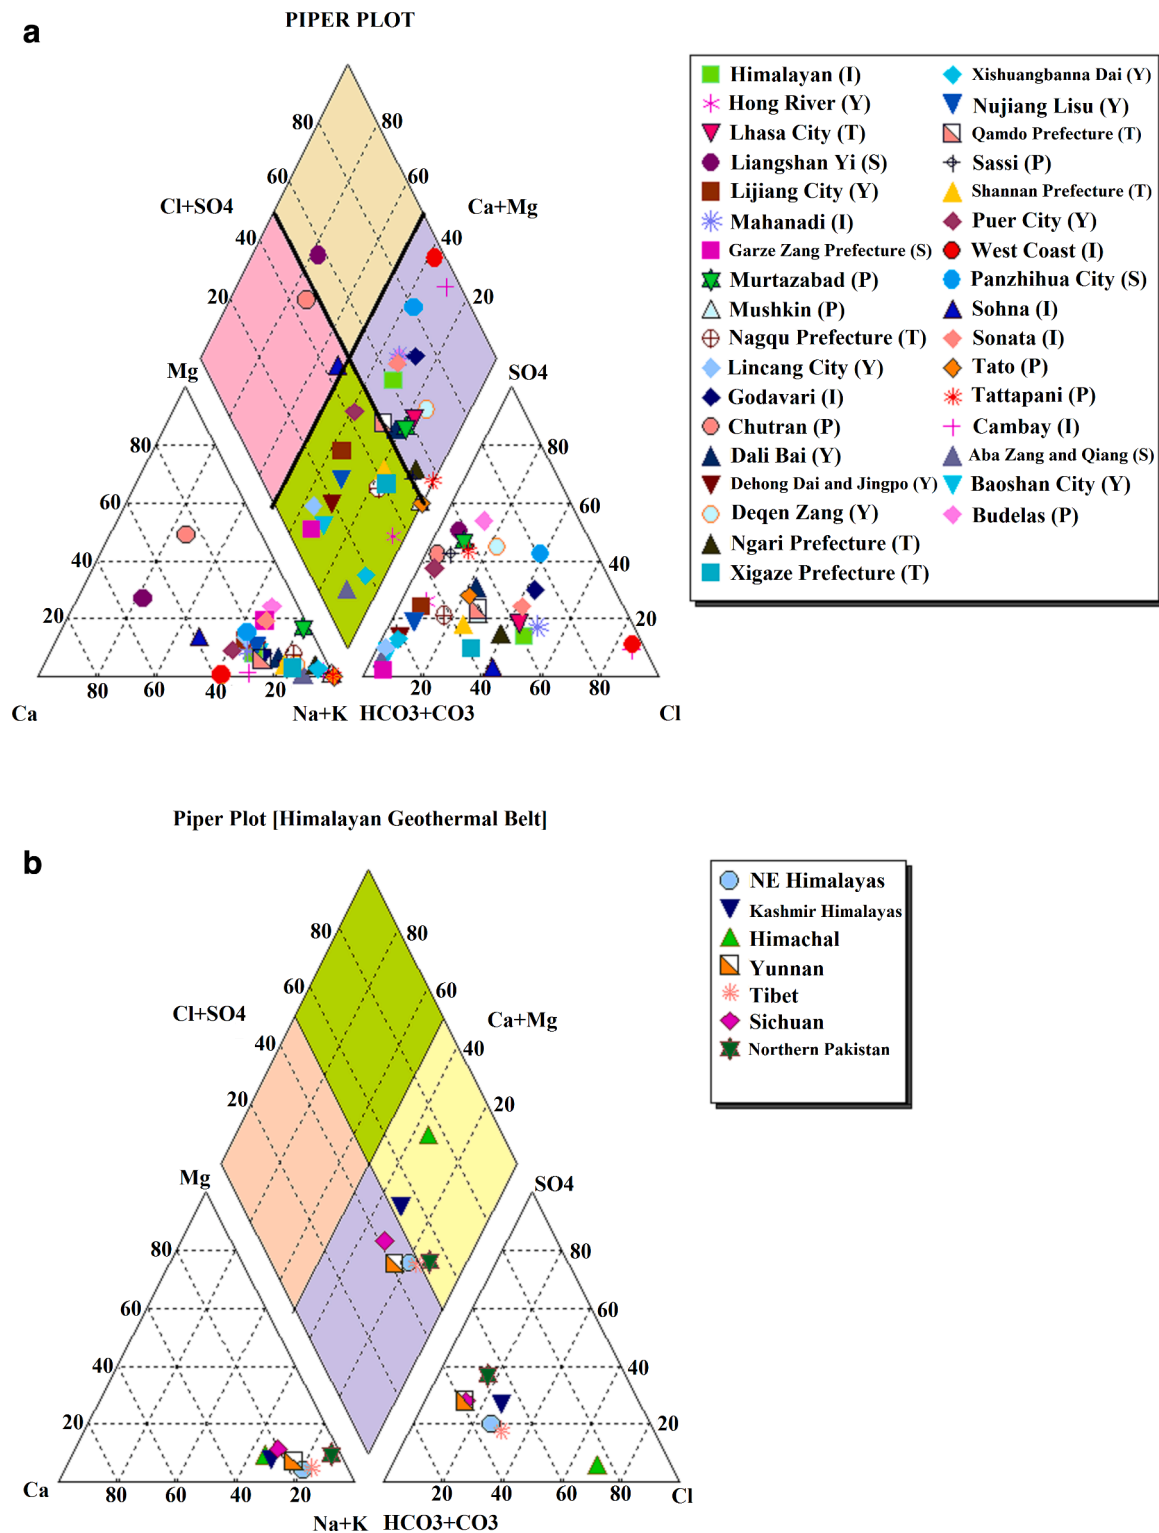 a
PIPER PLOT
80
80
60
60
Cl+SO4
Ca+Mg
40
40
20
20
Mg
SO4
80
80
60
60
40
40
20
20
80
60
40
20
20
40
60
80
Ca
Na+K
HCO3+CO3
Cl
Himalayan (I)
Hong River (Y)
Lhasa City (T)
Liangshan Yi (S)
Lijiang City (Y)
Mahanadi (I)
Garze Zang Prefecture (S)
Murtazabad (P)
Mushkin (P)
Nagqu Prefecture (T)
Lincang City (Y)
Godavari (I)
Chutran (P)
Dali Bai (Y)
Dehong Dai and Jingpo (Y)
Deqen Zang (Y)
Ngari Prefecture (T)
Xigaze Prefecture (T)
Xishuangbanna Dai (Y)
Nujiang Lisu (Y)
Qamdo Prefecture (T)
Sassi (P)
Shannan Prefecture (T)
Puer City (Y)
West Coast (I)
Panzhihua City (S)
Sohna (I)
Sonata (I)
Tato (P)
Tattapani (P)
Cambay (I)
Aba Zang and Qiang (S)
Baoshan City (Y)
Budelas (P)
Piper Plot [Himalayan Geothermal Belt]
b
80
80
60
60
Cl+SO4
Ca+Mg
40
40
20
20
Mg
SO4
80
80
60
60
40
40
20
20
80
60
40
20
20
40
60
80
Ca
Cl
Na+K
HCO3+CO3
NE Himalayas
Kashmir Himalayas
Himachal
Yunnan
Tibet
Sichuan
Northern Pakistan